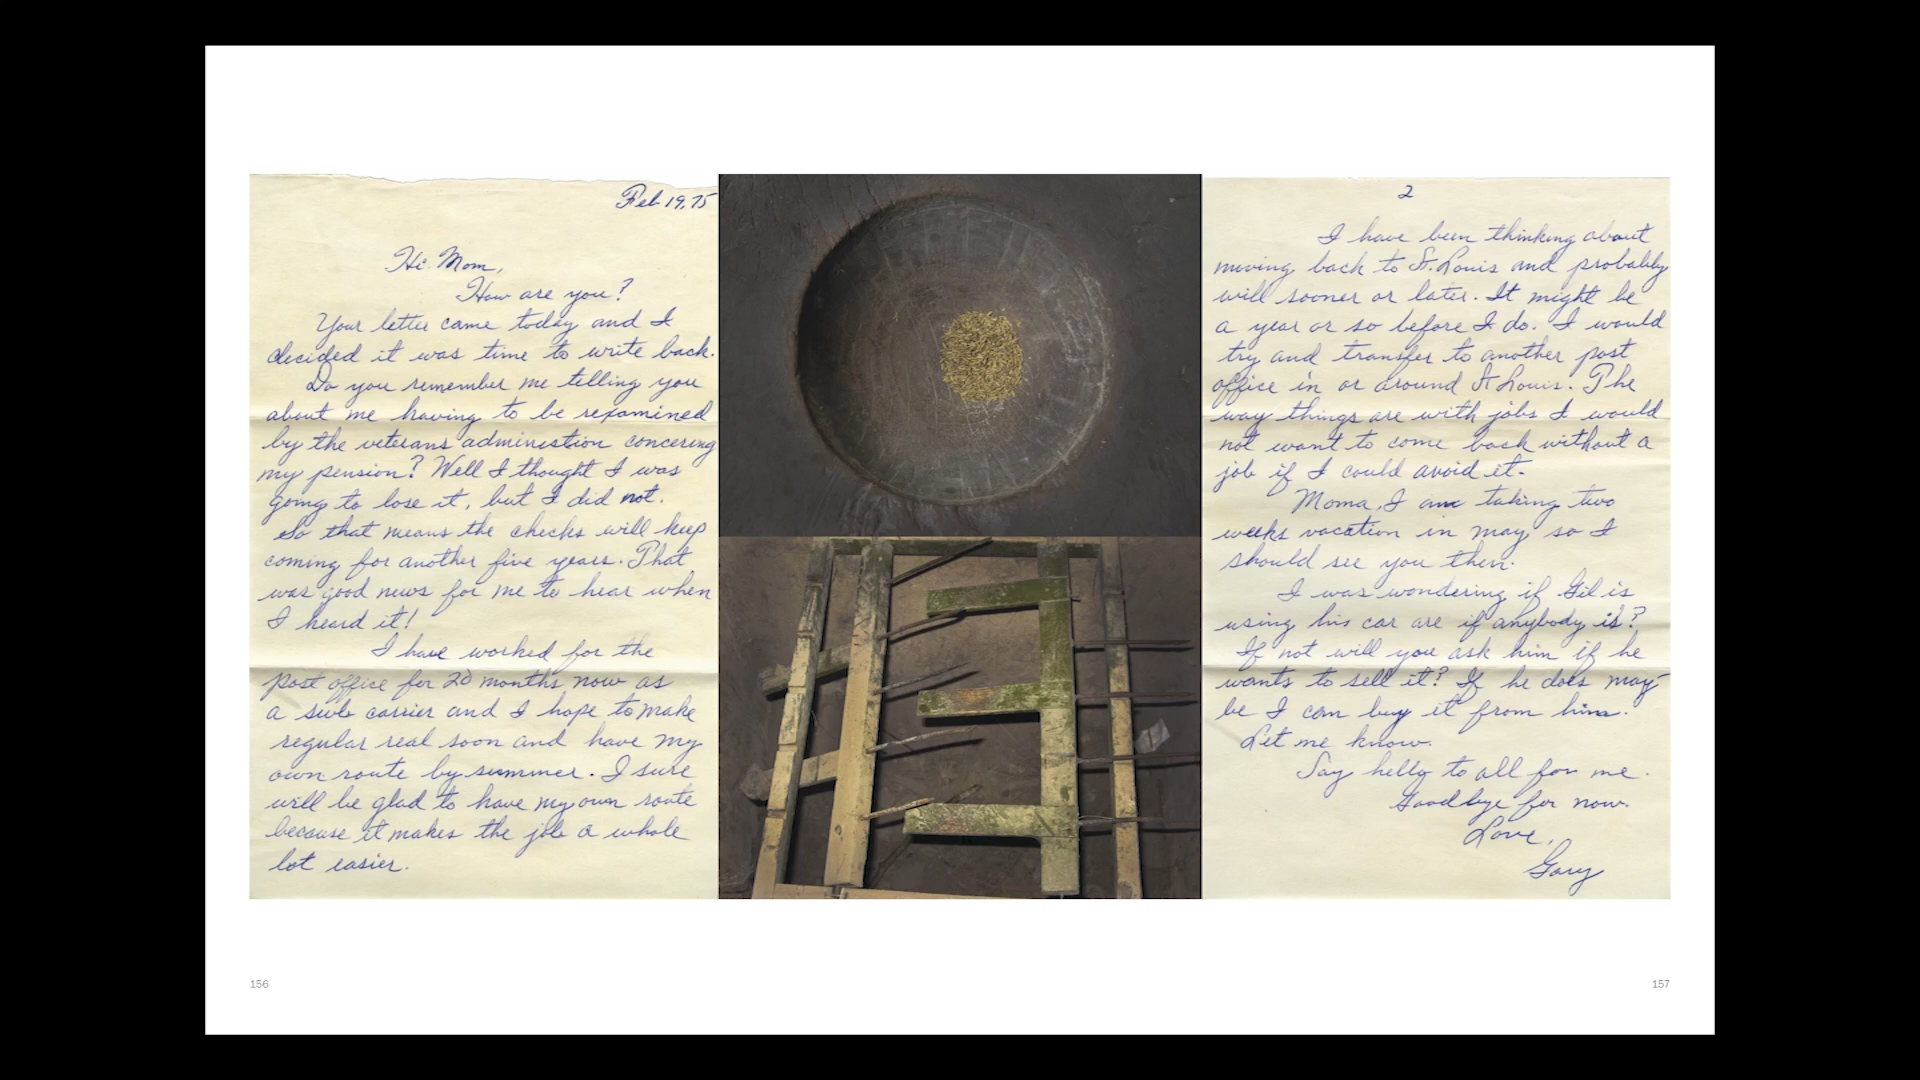 Feb 19, 75
Hi Mom,
How are you?
Your letter came today and I
decided it was time to write back.
Do you remember me telling you
about me having to be rexamined
by the veterans administion concering
my pension? Well I thought I was
going to lose it, but I did not.
So that means the checks will keep
coming for another five years. That
was good news for me to hear when
I heard it!
I have worked for the
post office for 20 months now as
a sub carrier and I hope to make
regular real soon and have my
own route by summer. I sure
will be glad to have my own route
because it makes the job a whole
lot easier.
156
2
I have been thinking about
moving back to St. Louis and probably
will sooner or later. It might be
a year or so before I do. I would
try and transfer to another post
office in or around St Louis. The
way things are with jobs I would
not want to come back without a
job if I could avoid it.
Moma, I am taking two
weeks vacation in may so I
should see you then.
I was wondering if Gil is
using his car are if anybody is?
If not will you ask him if he
wants to sell it? If he does may-
be I can buy it from him.
Let me know.
Say hello to all for me.
Goodbye for now.
Love,
Gary
157